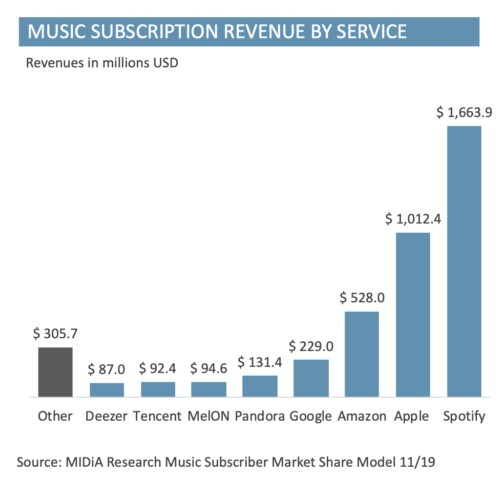 MUSIC SUBSCRIPTION REVENUE BY SERVICE
Revenues in millions USD
$ 1,663.9
$ 1,012.4
$ 528.0
$ 305.7
$ 229.0
$ 87.0 $ 92.4 $ 94.6 $ 131.4
Other Deezer Tencent MelON Pandora Google Amazon Apple Spotify
Source: MIDiA Research Music Subscriber Market Share Model 11/19